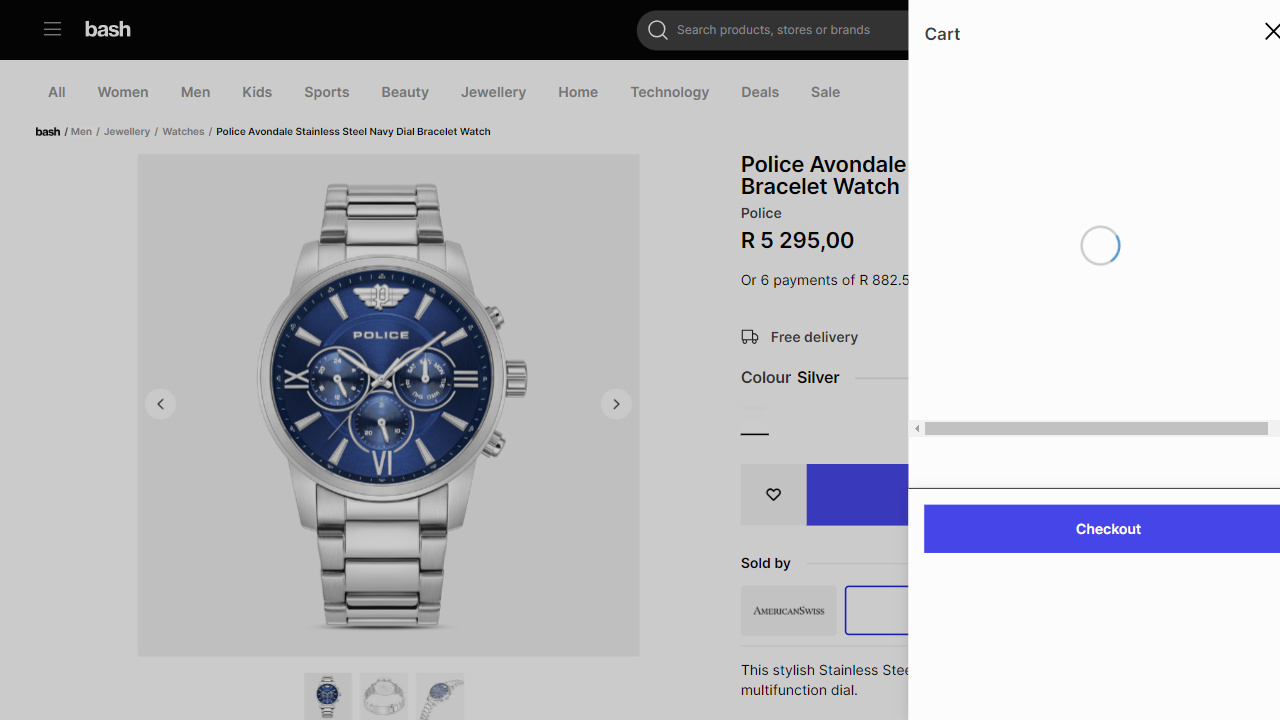 bash
Search products, stores or brands
Cart
All
Women
Men
Kids
Sports
Beauty
Jewellery
Home
Technology
Deals
Sale
bash / Men / Jewellery / Watches / Police Avondale Stainless Steel Navy Dial Bracelet Watch
POLICE
Police Avondale
Bracelet Watch
Police
R 5 295,00
Or 6 payments of R 882.5
Free delivery
Colour Silver
Checkout
Sold by
AMERICANSWISS
This stylish Stainless Stee
multifunction dial.